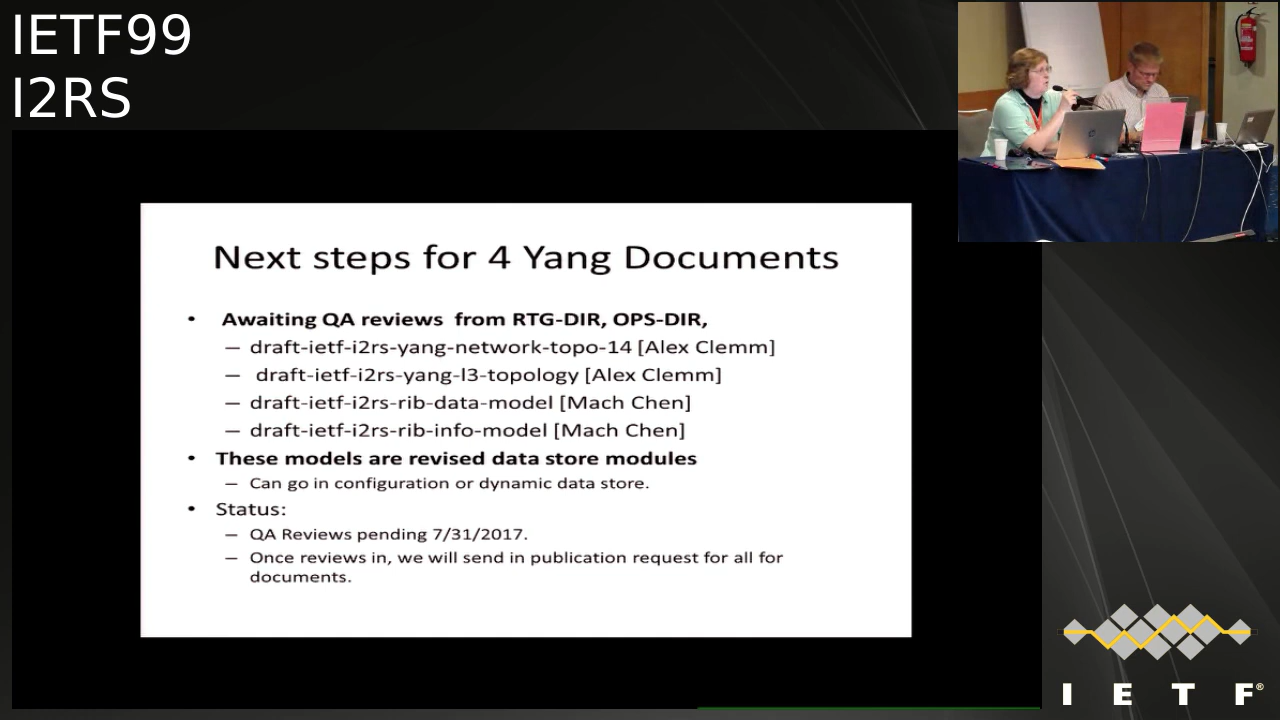 IETF99
I2RS
Next steps for 4 Yang Documents
• Awaiting QA reviews from RTG-DIR, OPS-DIR,
– draft-ietf-i2rs-yang-network-topo-14 [Alex Clemm]
– draft-ietf-i2rs-yang-l3-topology [Alex Clemm]
– draft-ietf-i2rs-rib-data-model [Mach Chen]
– draft-ietf-i2rs-rib-info-model [Mach Chen]
• These models are revised data store modules
– Can go in configuration or dynamic data store.
• Status:
– QA Reviews pending 7/31/2017.
– Once reviews in, we will send in publication request for all for
documents.
I E T F®